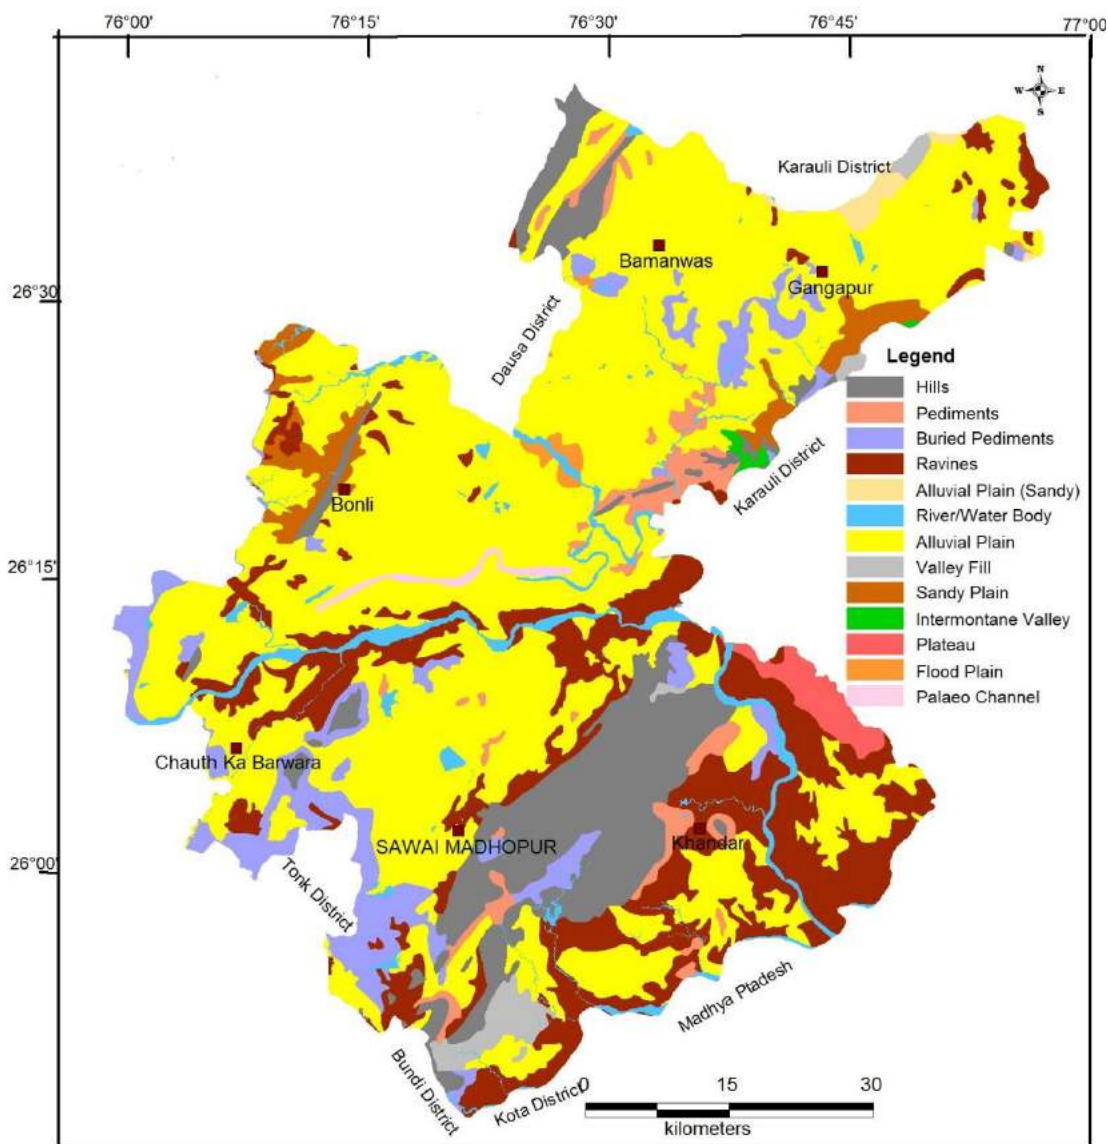 76°00' 76°15' 76°30' 76°45' 77°00'
N
W E
S
Karauli District
Bamanwas
Gangapur
26°30'
Dausa District
Legend
Hills
Pediments
Buried Pediments
Ravines
Alluvial Plain (Sandy)
River/Water Body
Alluvial Plain
Valley Fill
Sandy Plain
Intermontane Valley
Plateau
Flood Plain
Palaeo Channel
Karauli District
Bonli
26°15'
Chauth Ka Barwara
SAWAI MADHOPUR
Khandar
26°00'
Tonk District
Madhya Ptadesh
Bundi District
Kota District
0 15 30
kilometers